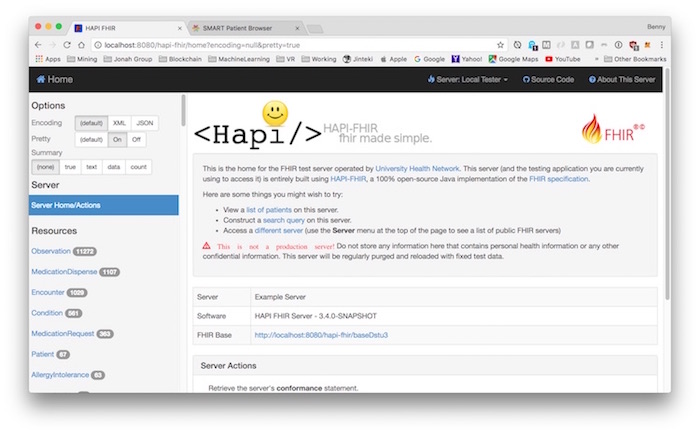 HAPI FHIR
SMART Patient Browser
Benny
localhost:8080/hapi-fhir/home?encoding=null&pretty=true
Apps Mining Jonah Group Blockchain MachineLearning VR Working Jinteki Apple Google Yahoo! Google Maps YouTube » Other Bookmarks
Home Server: Local Tester Source Code About This Server
Options
Encoding (default) XML JSON
Pretty (default) On Off
Summary
(none) true text data count
Server
Server Home/Actions
Resources
Observation 11272
MedicationDispense 1107
Encounter 1029
Condition 581
MedicationRequest 363
Patient 67
AllergyIntolerance 63
<Hapi/> HAPI-FHIR
fhir made simple.
FHIR ®©
This is the home for the FHIR test server operated by University Health Network. This server (and the testing application you are currently
using to access it) is entirely built using HAPI-FHIR, a 100% open-source Java implementation of the FHIR specification.
Here are some things you might wish to try:
• View a list of patients on this server.
• Construct a search query on this server.
• Access a different server (use the Server menu at the top of the page to see a list of public FHIR servers)
This is not a production server! Do not store any information here that contains personal health information or any other
confidential information. This server will be regularly purged and reloaded with fixed test data.
Server Example Server
Software HAPI FHIR Server - 3.4.0-SNAPSHOT
FHIR Base http://localhost:8080/hapi-fhir/baseDstu3
Server Actions
Retrieve the server's conformance statement.